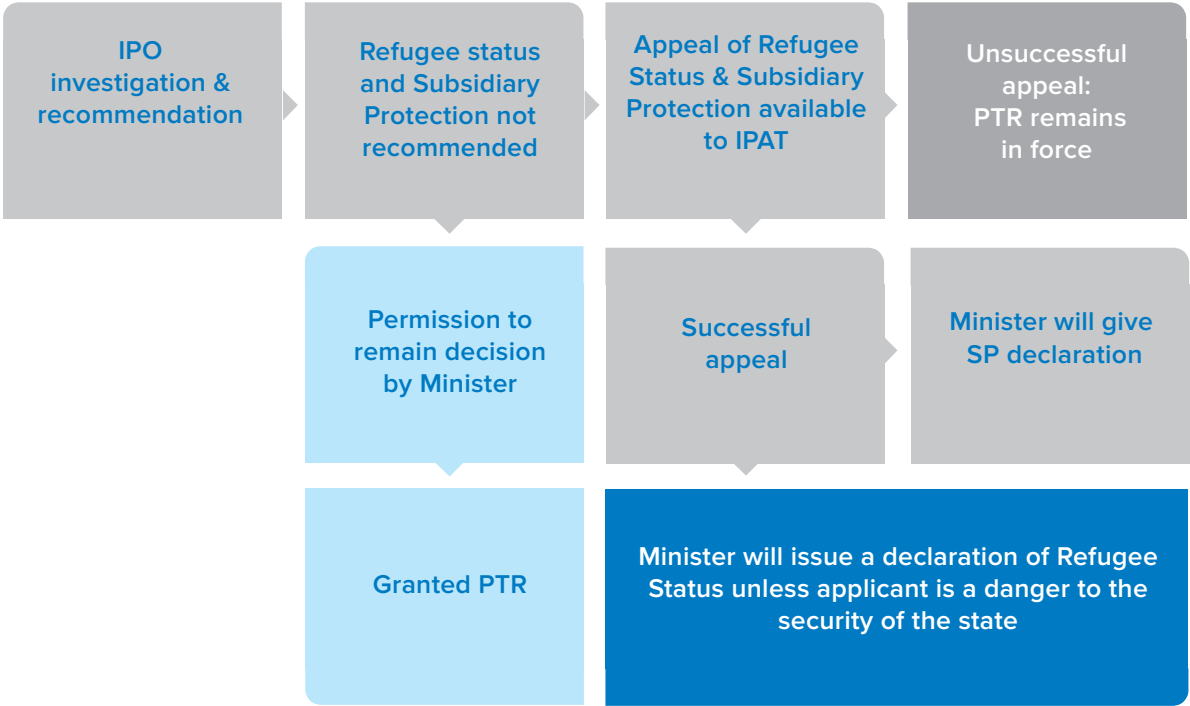 IPO
investigation &
recommendation
Refugee status
and Subsidiary
Protection not
recommended
Appeal of Refugee
Status & Subsidiary
Protection available
to IPAT
Unsuccessful
appeal:
PTR remains
in force
Permission to
remain decision
by Minister
Successful
appeal
Minister will give
SP declaration
Granted PTR
Minister will issue a declaration of Refugee
Status unless applicant is a danger to the
security of the state